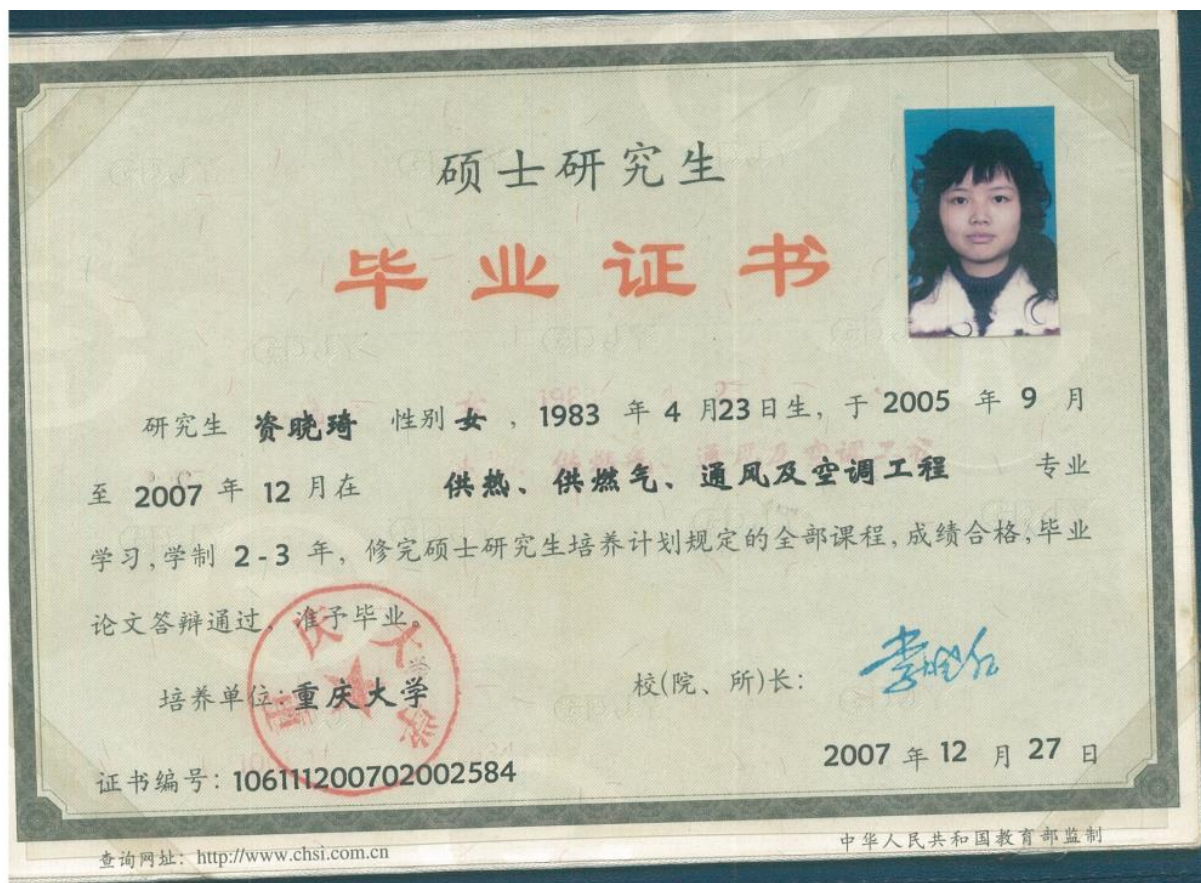 硕士研究生
毕业证书
研究生 资晓琦 性别 女 , 1983 年 4 月 23 日生, 于 2005 年 9 月
至 2007 年 12 月在 供热、供燃气、通风及空调工程 专业
学习, 学制 2-3 年, 修完硕士研究生培养计划规定的全部课程, 成绩合格, 毕业
论文答辩通过, 准予毕业。
培养单位: 重庆大学
校(院、所)长:
2007 年 12 月 27 日
证书编号: 106111200702002584
查询网址: http://www.chsi.com.cn
中华人民共和国教育部监制